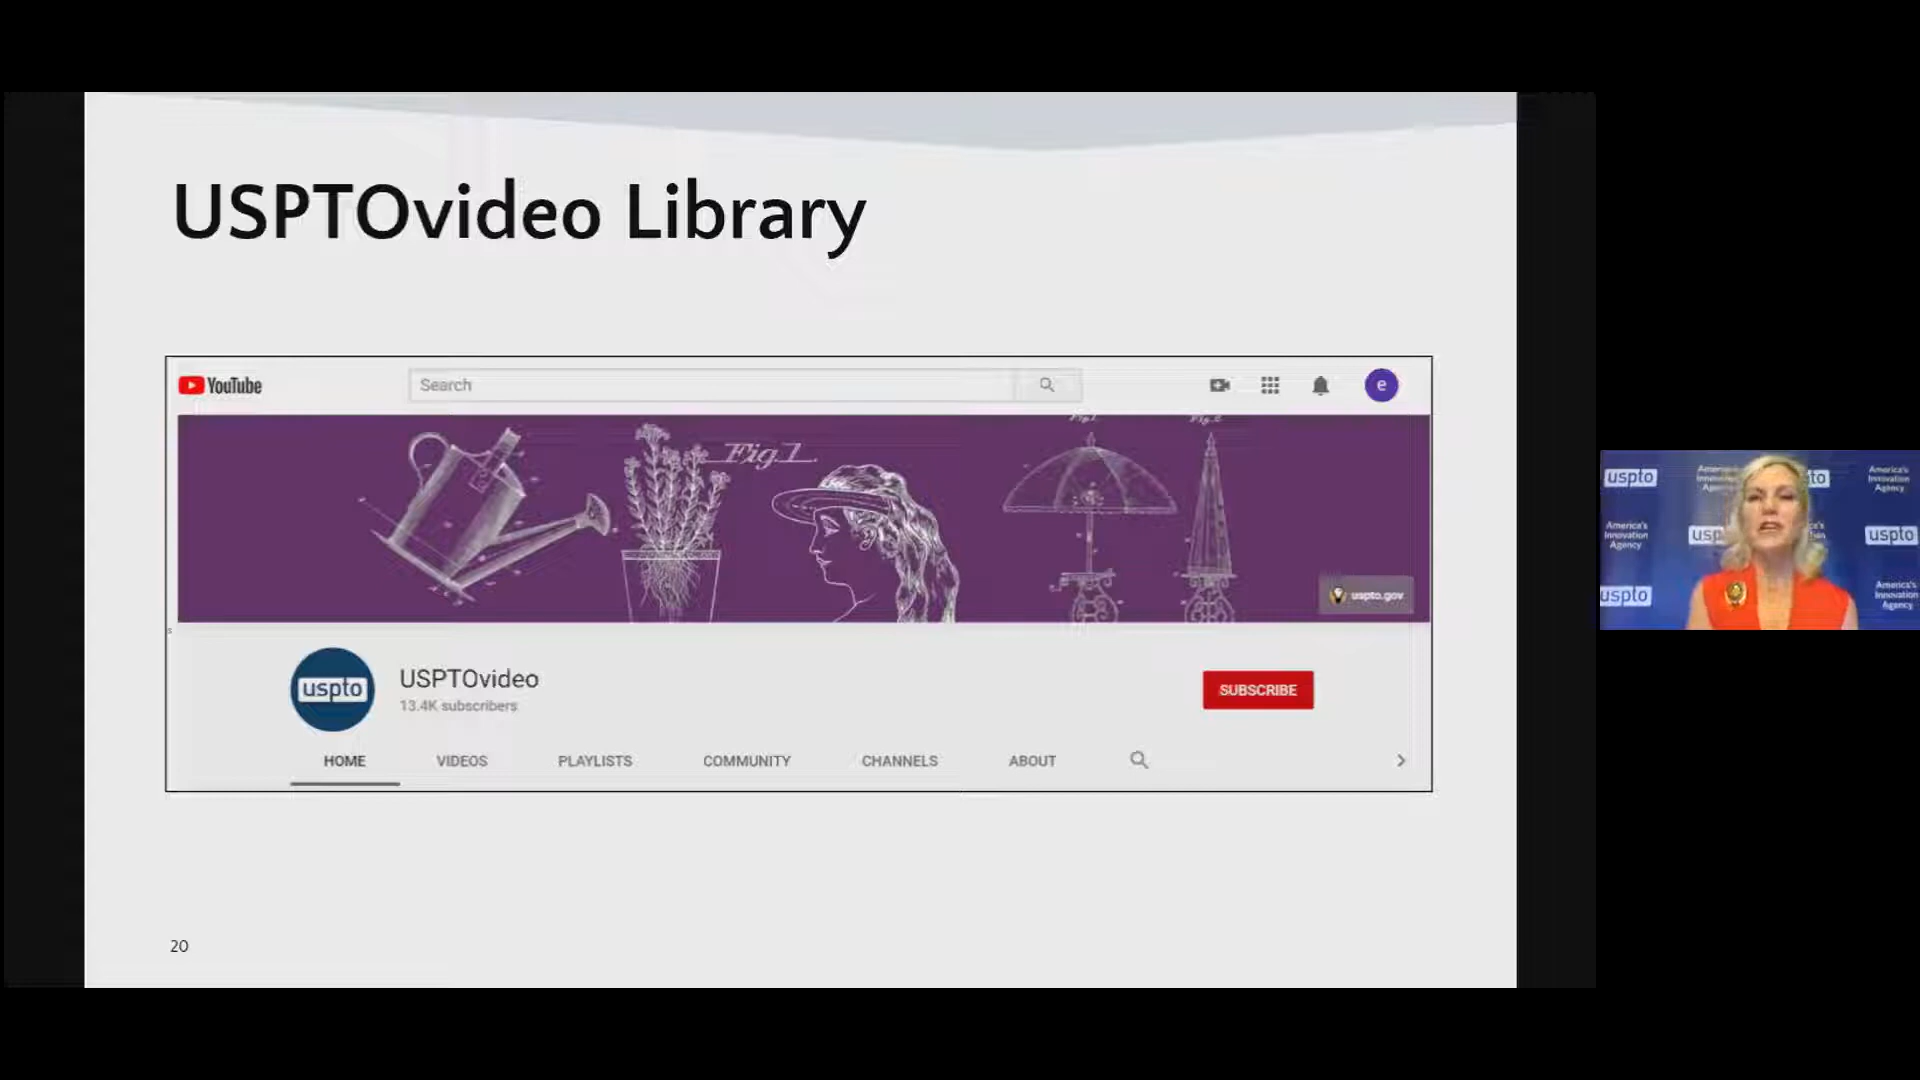 USPTOvideo Library
YouTube
Search
e
Fig.1.
uspto.gov
uspto
USPTOvideo
13.4K subscribers
SUBSCRIBE
HOME
VIDEOS
PLAYLISTS
COMMUNITY
CHANNELS
ABOUT
20
uspto
America's
Innovation
Agency
America's
Innovation
Agency
uspto
uspto
America's
Innovation
Agency